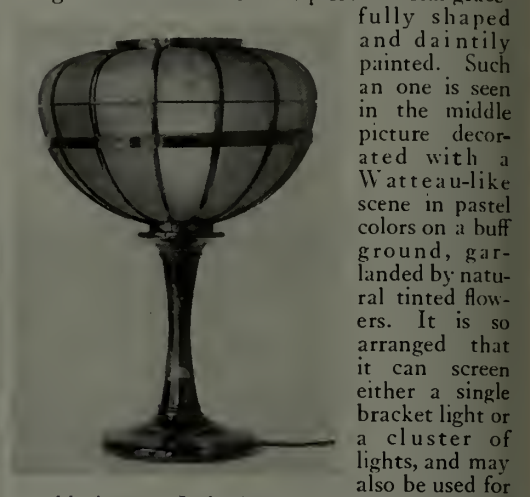 fully shaped
and daintily
painted. Such
an one is seen
in the middle
picture decor-
ated with a
Watteau-like
scene in pastel
colors on a buff
ground, gar-
landed by natu-
ral tinted flow-
ers. It is so
arranged that
it can screen
either a single
bracket light or
a cluster of
lights, and may
also be used for